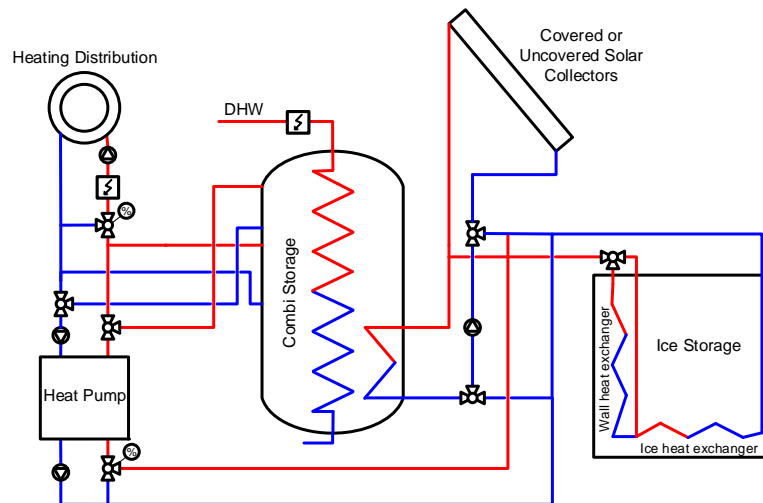 Covered or
Uncovered Solar
Collectors
Heating Distribution
DHW
%
Combi Storage
Wall heat exchanger
Ice Storage
Heat Pump
Ice heat exchanger
%